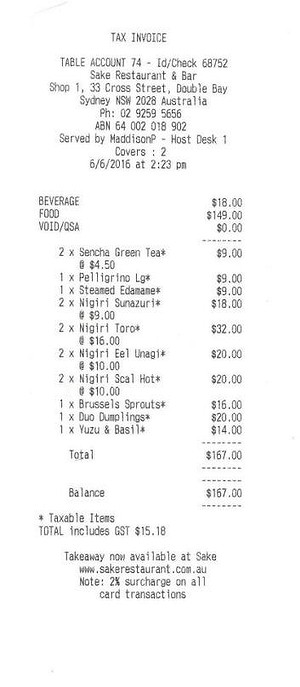 TAX INVOICE
TABLE ACCOUNT 74 - Id/Check 68752
Sake Restaurant & Bar
Shop 1, 33 Cross Street, Double Bay
Sydney NSW 2028 Australia
Ph: 02 9259 5656
ABN 64 002 018 902
Served by MaddisonP - Host Desk 1
Covers : 2
6/6/2016 at 2:23 pm
BEVERAGE $18.00
FOOD $149.00
VOID/QSA $0.00
--------
2 x Sencha Green Tea* $9.00
@ $4.50
1 x Pelligrino Lg* $9.00
1 x Steamed Edamame* $9.00
2 x Nigiri Sunazuri* $18.00
@ $9.00
2 x Nigiri Toro* $32.00
@ $16.00
2 x Nigiri Eel Unagi* $20.00
@ $10.00
2 x Nigiri Scal Hot* $20.00
@ $10.00
1 x Brussels Sprouts* $16.00
1 x Duo Dumplings* $20.00
1 x Yuzu & Basil* $14.00
--------
Total $167.00
--------
--------
Balance $167.00
--------
* Taxable Items
TOTAL includes GST $15.18
Takeaway now available at Sake
www.sakerestaurant.com.au
Note: 2% surcharge on all
card transactions